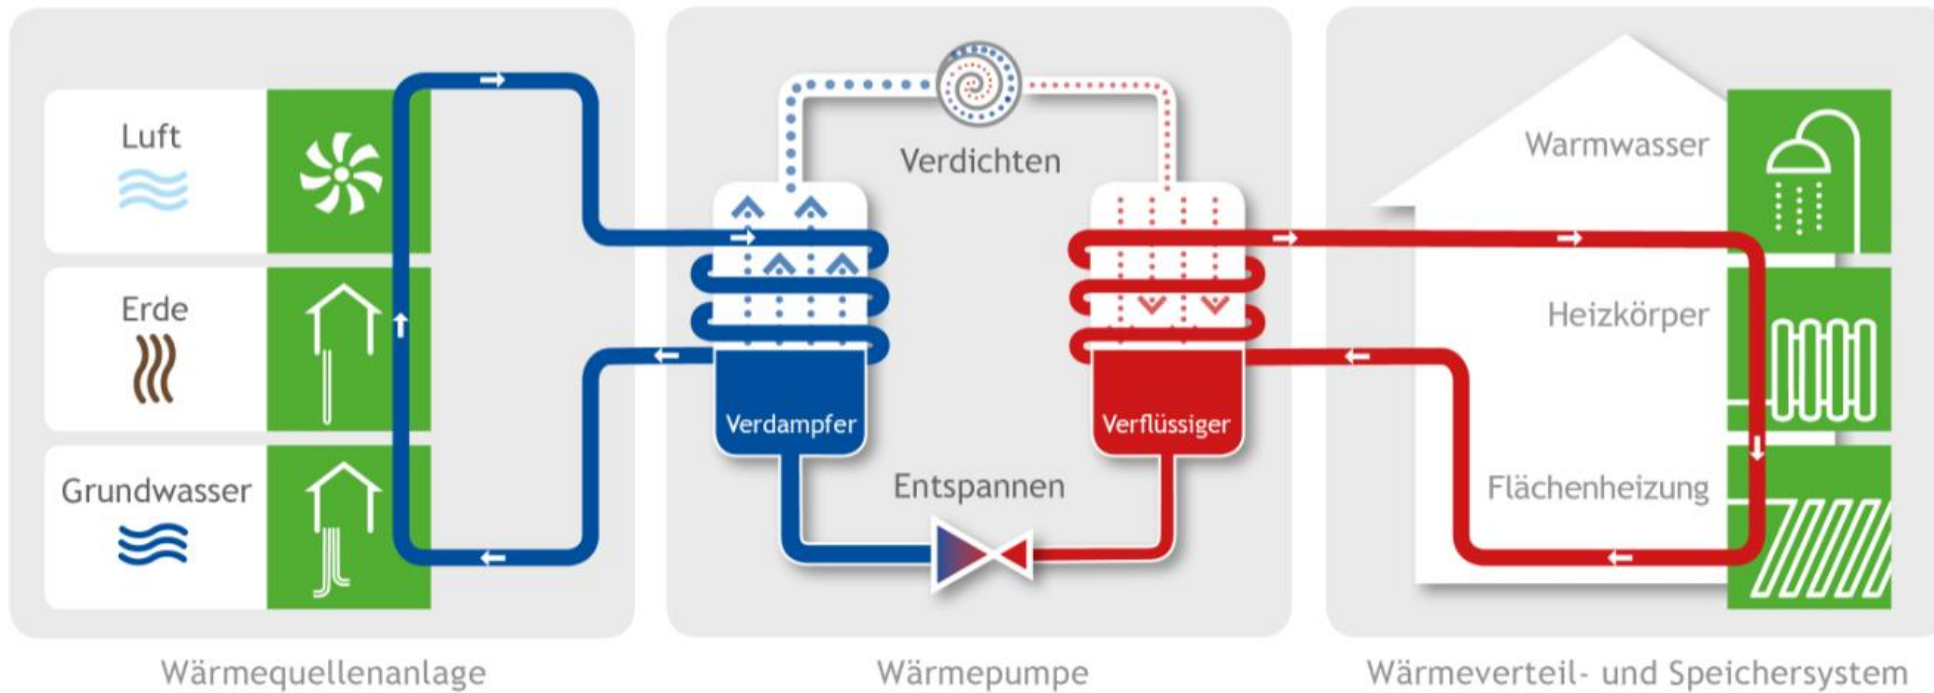 Luft
Erde
Grundwasser
Wärmequellenanlage
Verdichten
Verdampfer
Verflüssiger
Entspannen
Wärmepumpe
Warmwasser
Heizkörper
Flächenheizung
Wärmeverteil- und Speichersystem